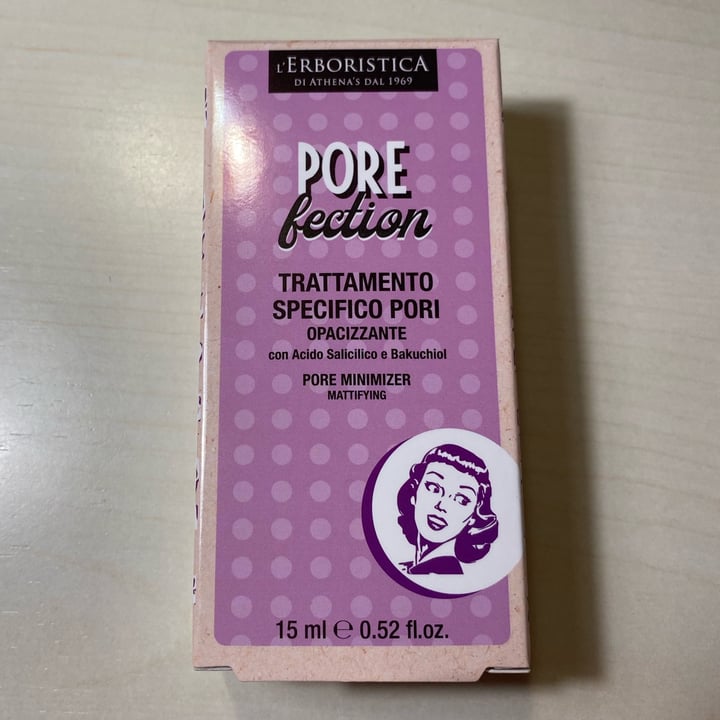 L'ERBORISTICA
DI ATHENA'S DAL 1969
PORE
fection
TRATTAMENTO
SPECIFICO PORI
OPACIZZANTE
con Acido Salicilico e Bakuchiol
PORE MINIMIZER
MATTIFYING
15 ml ℮ 0.52 fl.oz.